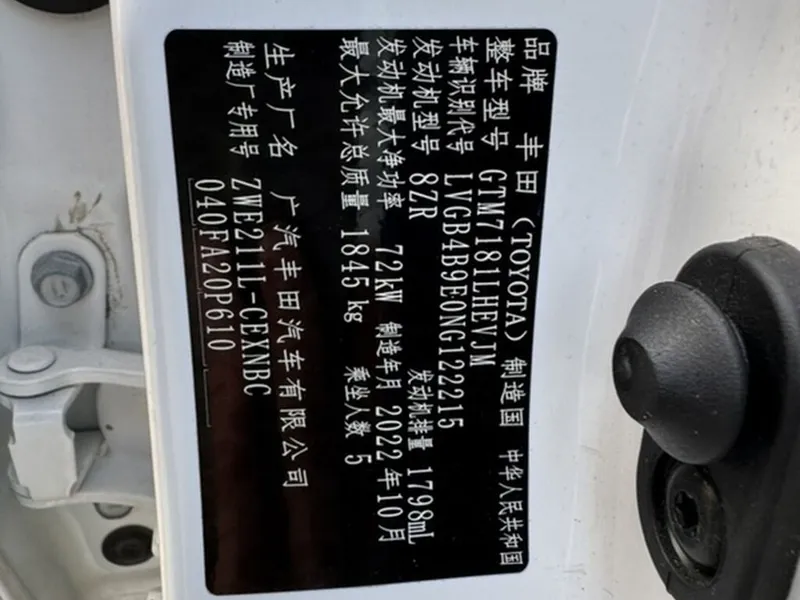 品牌 丰田（TOYOTA） 制造国 中华人民共和国
整车型号 GTM7181LHEVJM
车辆识别代号 LVGB4B9E0NG122215
发动机型号 8ZR 发动机排量 1798mL
发动机最大净功率 72kW 制造年月 2022年10月
最大允许总质量 1845 kg 乘坐人数 5
生产厂名 广汽丰田汽车有限公司
制造厂专用号 ZWE211L-CEXNBC
040FA20P610